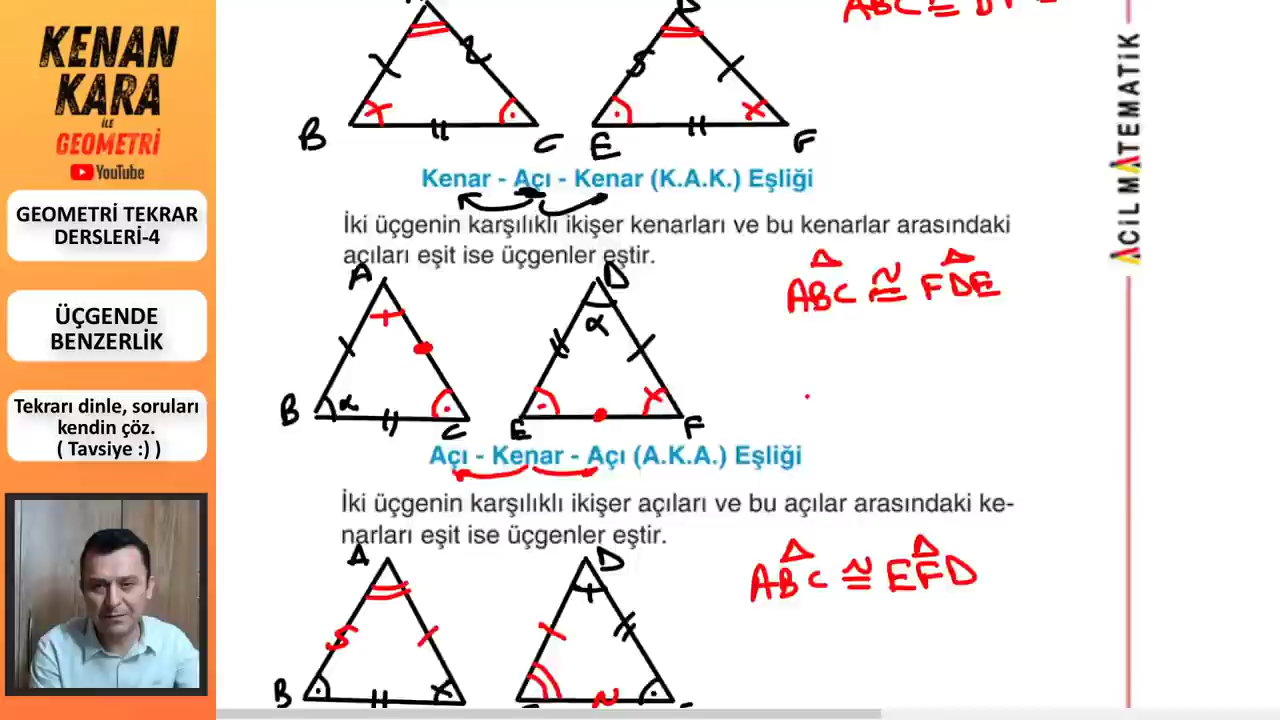 KENAN
KARA
İLE
GEOMETRİ
YouTube
GEOMETRİ TEKRAR
DERSLERİ-4
ÜÇGENDE
BENZERLİK
Tekrarı dinle, soruları
kendin çöz.
( Tavsiye :) )
B C E F
Kenar - Açı - Kenar (K.A.K.) Eşliği
İki üçgenin karşılıklı ikişer kenarları ve bu kenarlar arasındaki
açıları eşit ise üçgenler eştir.
A D
α
B α C E F
ABC ≅ FDE
Açı - Kenar - Açı (A.K.A.) Eşliği
İki üçgenin karşılıklı ikişer açıları ve bu açılar arasındaki ke-
narları eşit ise üçgenler eştir.
A D
B
ABC ≅ EFD
ACİL MATEMATİK